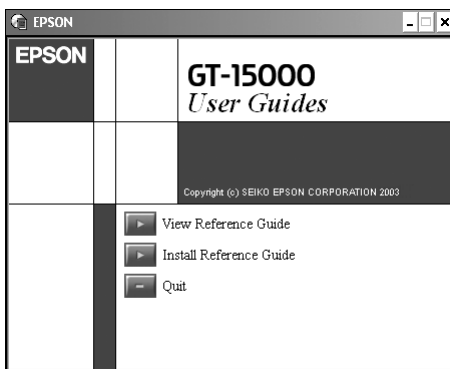 EPSON
EPSON
GT-15000
User Guides
Copyright (c) SEIKO EPSON CORPORATION 2003
View Reference Guide
Install Reference Guide
Quit